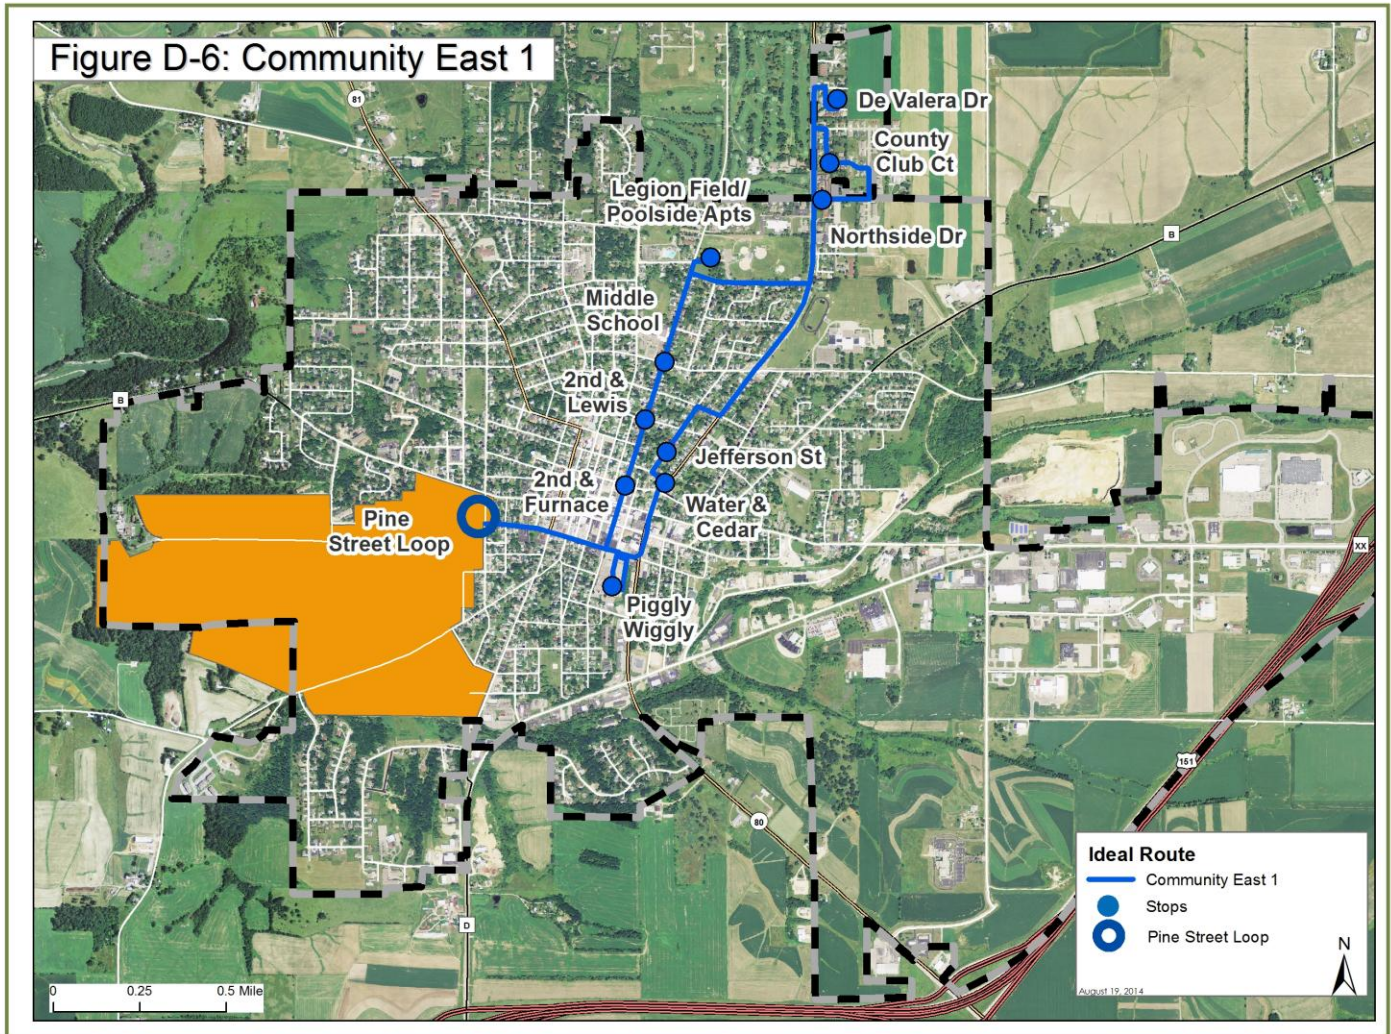 Figure D-6: Community East 1
81
De Valera Dr
County
Club Ct
Legion Field/
Poolside Apts
Northside Dr
B
Middle
School
2nd &
Lewis
B
Jefferson St
2nd &
Furnace
Water &
Cedar
Pine
Street Loop
XX
Piggly
Wiggly
151
80
D
Ideal Route
Community East 1
Stops
Pine Street Loop
N
August 19, 2014
0 0.25 0.5 Mile